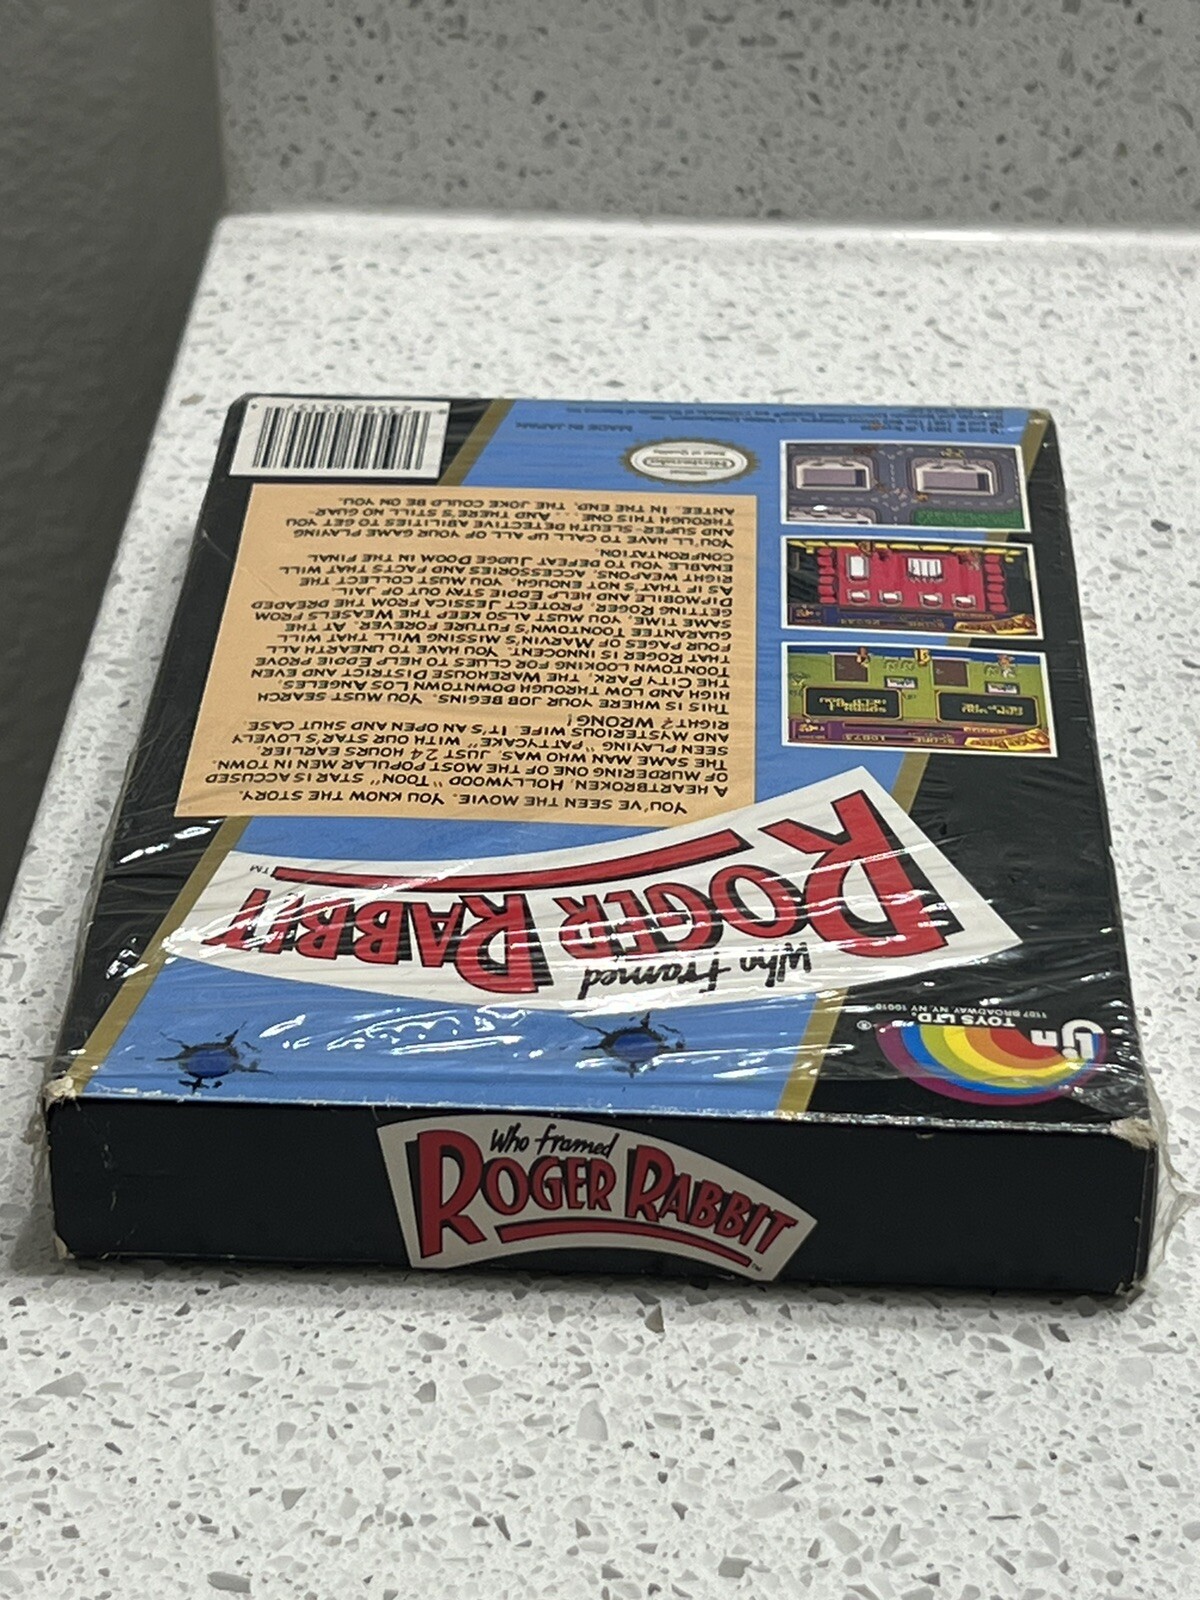 Who Framed
ROGER RABBIT
TM
LJN
TOYS LTD.
®
1107 BROADWAY, NY, NY 10010
Who Framed
ROGER RABBIT™
YOU'VE SEEN THE MOVIE. YOU KNOW THE STORY.
A HEARTBROKEN, HOLLYWOOD "TOON" STAR IS ACCUSED
OF MURDERING ONE OF THE MOST POPULAR MEN IN TOWN.
THE SAME MAN WHO WAS, JUST 24 HOURS EARLIER,
SEEN PLAYING "PATTYCAKE" WITH OUR STAR'S LOVELY
AND MYSTERIOUS WIFE. IT'S AN OPEN AND SHUT CASE.
RIGHT? WRONG!
THIS IS WHERE YOUR JOB BEGINS. YOU MUST SEARCH
HIGH AND LOW THROUGH DOWNTOWN LOS ANGELES,
THE CITY PARK, THE WAREHOUSE DISTRICT AND EVEN
TOONTOWN LOOKING FOR CLUES TO HELP EDDIE PROVE
THAT ROGER IS INNOCENT. YOU HAVE TO UNEARTH ALL
FOUR PAGES OF MARVIN'S MISSING WILL THAT WILL
GUARANTEE TOONTOWN'S FUTURE FOREVER. AT THE
SAME TIME, YOU MUST ALSO KEEP THE WEASELS FROM
GETTING ROGER, PROTECT JESSICA FROM THE DREADED
DIPMOBILE AND HELP EDDIE STAY OUT OF JAIL.
AS IF THAT'S NOT ENOUGH, YOU MUST COLLECT THE
RIGHT WEAPONS, ACCESSORIES AND FACTS THAT WILL
ENABLE YOU TO DEFEAT JUDGE DOOM IN THE FINAL
CONFRONTATION.
YOU'LL HAVE TO CALL UP ALL OF YOUR GAME PLAYING
AND SUPER-SLEUTH DETECTIVE ABILITIES TO GET YOU
THROUGH THIS ONE . . . AND THERE'S STILL NO GUAR-
ANTEE. IN THE END, THE JOKE COULD BE ON YOU.
SCORE 10873
Official
Nintendo
Seal of Quality
MADE IN JAPAN